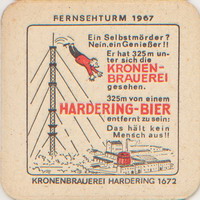 FERNSEHTURM 1967
Ein Selbstmörder?
Nein, ein Genießer!!
Er hat 325 m un-
ter sich die
KRONEN-
BRAUEREI
gesehen.
325m von einem
HARDERING-BIER
entfernt zu sein:
Das hält kein
Mensch aus!!
KRONENBRAUEREI HARDERING 1672